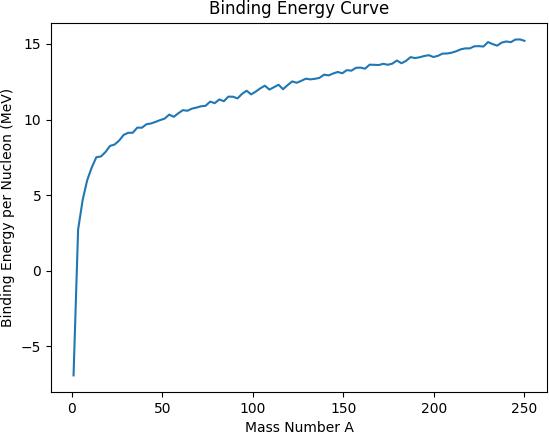 Binding Energy Curve
Binding Energy per Nucleon (MeV)
15
10
5
0
−5
0 50 100 150 200 250
Mass Number A